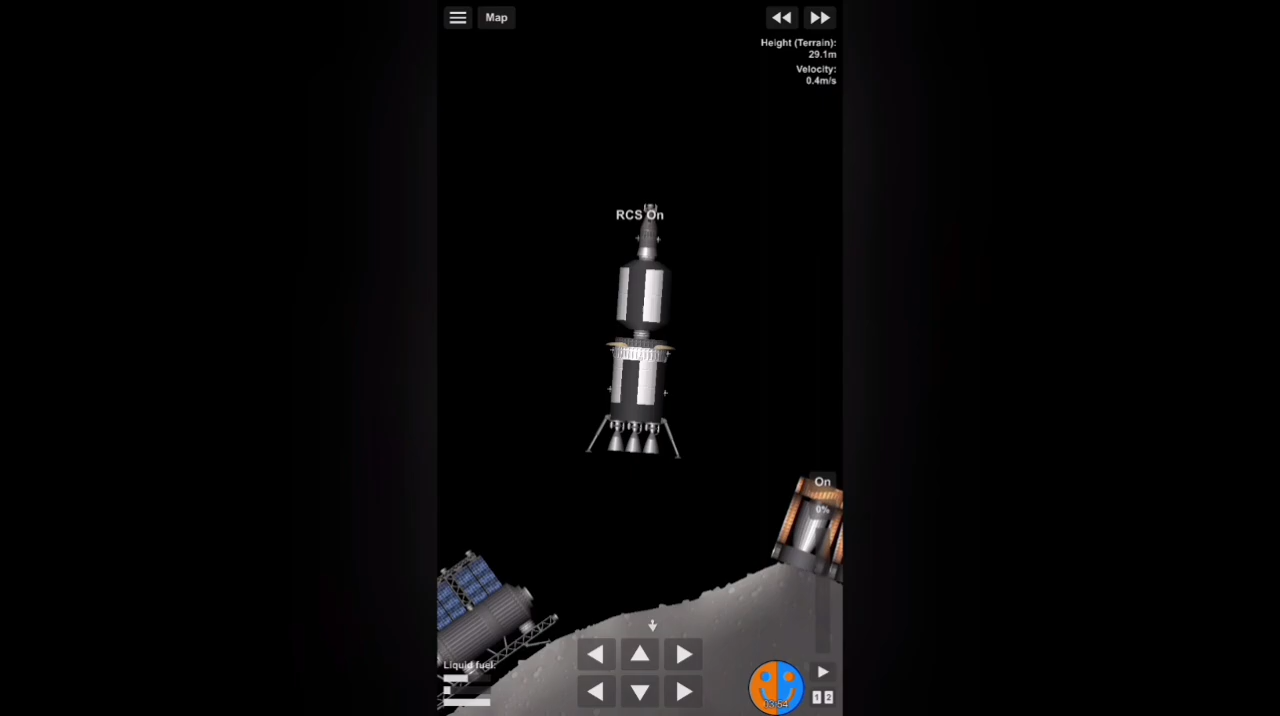 Map
Height (Terrain):
29.1m
Velocity:
0.4m/s
RCS On
On
0%
Liquid fuel:
1 2